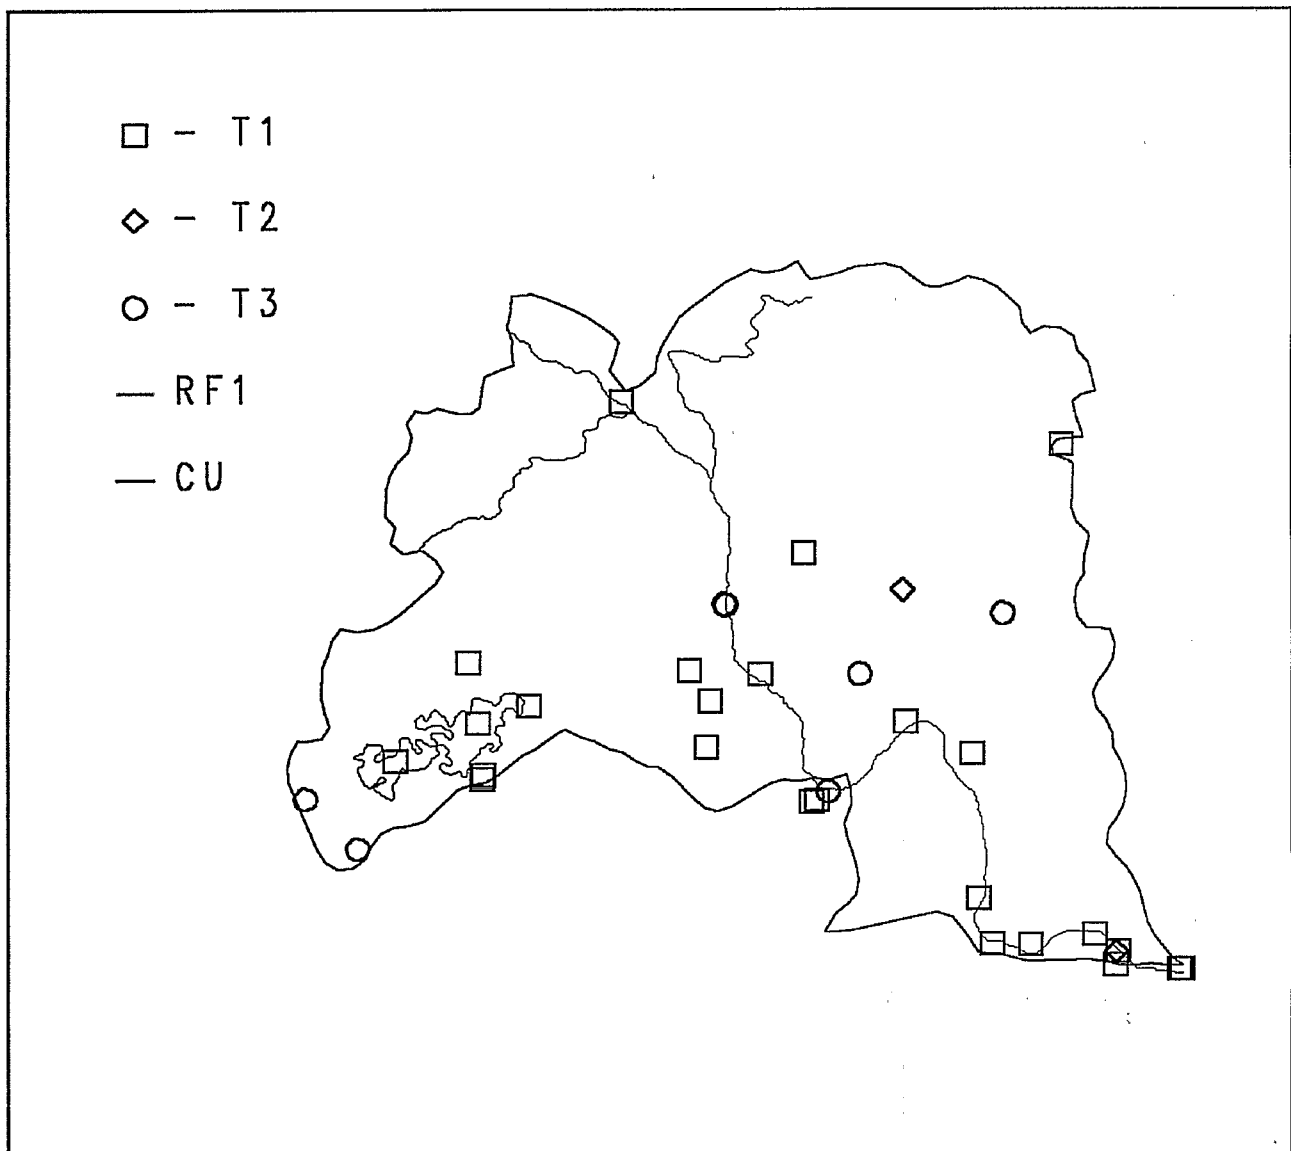 □ - T1
◇ - T2
○ - T3
— RF1
— CU